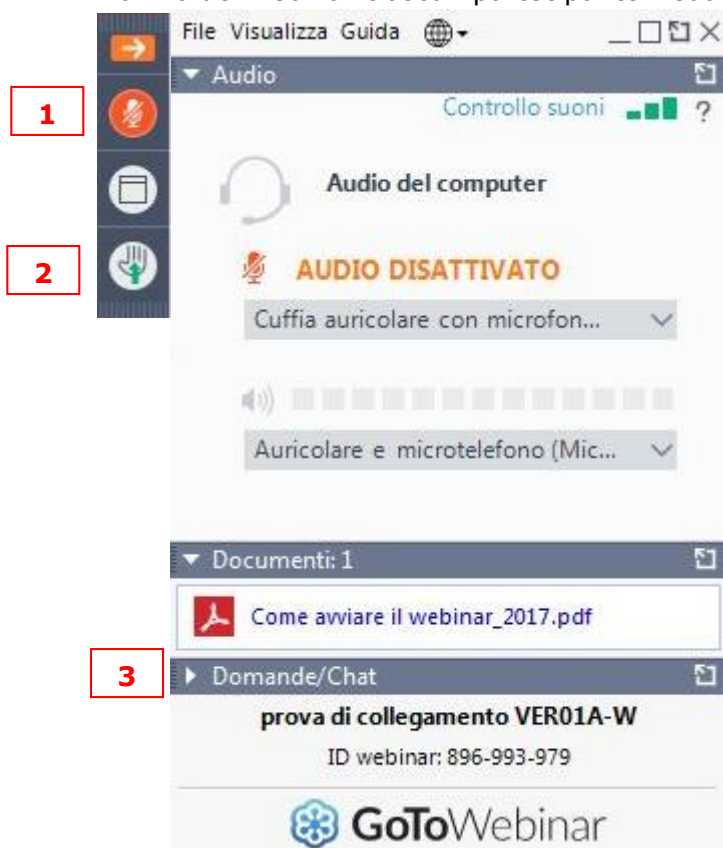 File Visualizza Guida
Audio
1
Controllo suoni ?
Audio del computer
2
AUDIO DISATTIVATO
Cuffia auricolare con microfon...
Auricolare e microtelefono (Mic...
Documenti: 1
Come avviare il webinar_2017.pdf
3
Domande/Chat
prova di collegamento VER01A-W
ID webinar: 896-993-979
GoToWebinar